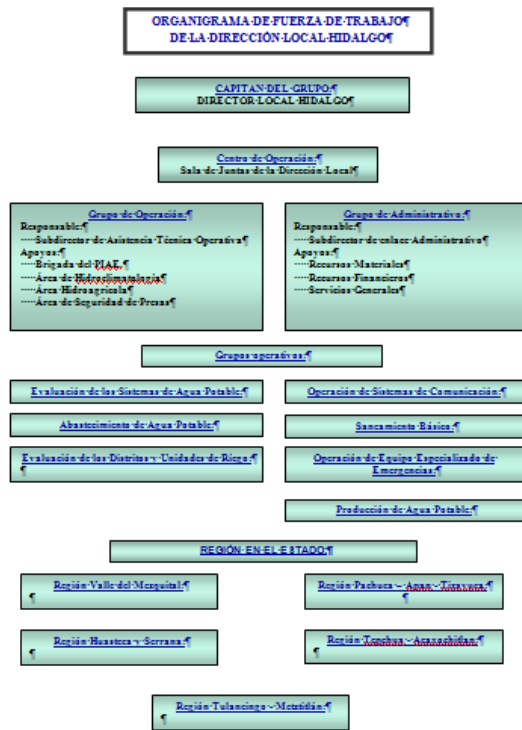 ORGANIGRAMA DE FUERZA DE TRABAJO¶
DE LA DIRECCIÓN LOCAL HIDALGO¶
CAPITAN DEL GRUPO:¶
DIRECTOR LOCAL HIDALGO¶
Centro de Operación:¶
Sala de Juntas de la Dirección Local¶
Grupo de Operación:¶
Responsable:¶
·····Subdirector de Asistencia Técnica Operativa¶
Apoyos:¶
·····Brigada del PIAE.¶
·····Área de Hidroclimatología¶
·····Área Hidroagrícola¶
·····Área de Seguridad de Presas¶
Grupo de Administrativo:¶
Responsable:¶
·····Subdirector de enlace Administrativo¶
Apoyos:¶
·····Recursos Materiales¶
·····Recursos Financieros¶
·····Servicios Generales¶
Grupos operativos:¶
Evaluación de los Sistemas de Agua Potable:¶
Operación de Sistemas de Comunicación:¶
Abastecimiento de Agua Potable:¶
Saneamiento Básico:¶
Evaluación de los Distritos y Unidades de Riego:¶
¶
Operación de Equipo Especializado de
Emergencias:¶
Producción de Agua Potable:¶
REGIÓN EN EL ESTADO:¶
Región Valle del Mezquital:¶
¶
Región Pachuca – Apan – Tizayuca:¶
¶
Región Huasteca y Serrana:¶
¶
Región Tepehua – Acaxochitlan:¶
¶
Región Tulancingo – Metztitlán:¶
¶